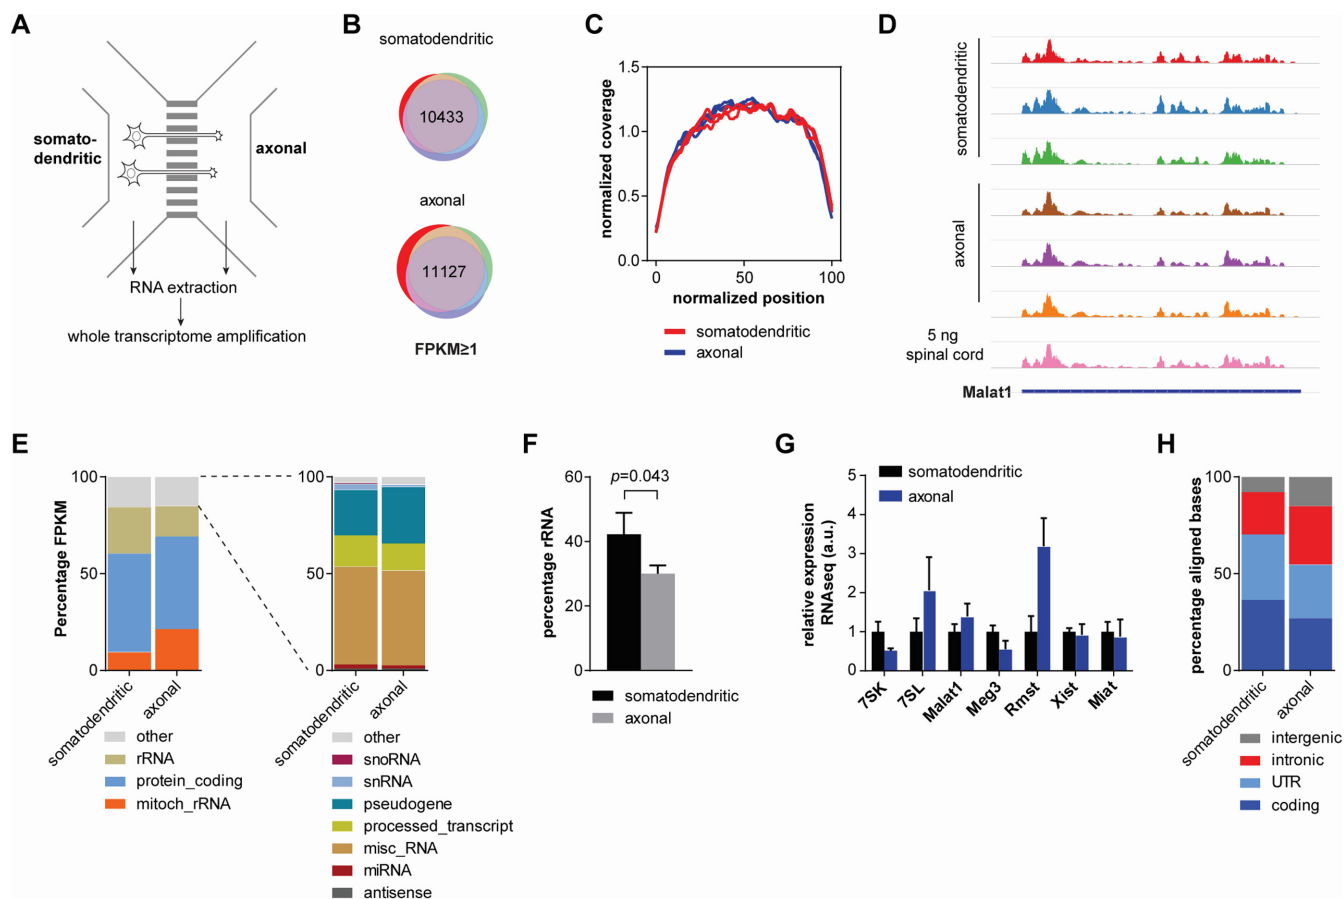 A
somato-
dendritic
axonal
RNA extraction
whole transcriptome amplification
B
somatodendritic
10433
axonal
11127
FPKM≥1
C
normalized coverage
1.5
1.0
0.5
0.0
0
50
100
normalized position
somatodendritic
axonal
D
somatodendritic
axonal
5 ng
spinal cord
Malat1
E
Percentage FPKM
100
50
0
somatodendritic
axonal
other
rRNA
protein_coding
mitoch_rRNA
100
50
0
somatodendritic
axonal
other
snoRNA
snRNA
pseudogene
processed_transcript
misc_RNA
miRNA
antisense
F
percentage rRNA
60
40
20
0
p=0.043
somatodendritic
axonal
G
relative expression
RNAseq (a.u.)
5
4
3
2
1
0
somatodendritic
axonal
7SK
7SL
Malat1
Meg3
Rmst
Xist
Miat
H
percentage aligned bases
100
50
0
somatodendritic
axonal
intergenic
intronic
UTR
coding